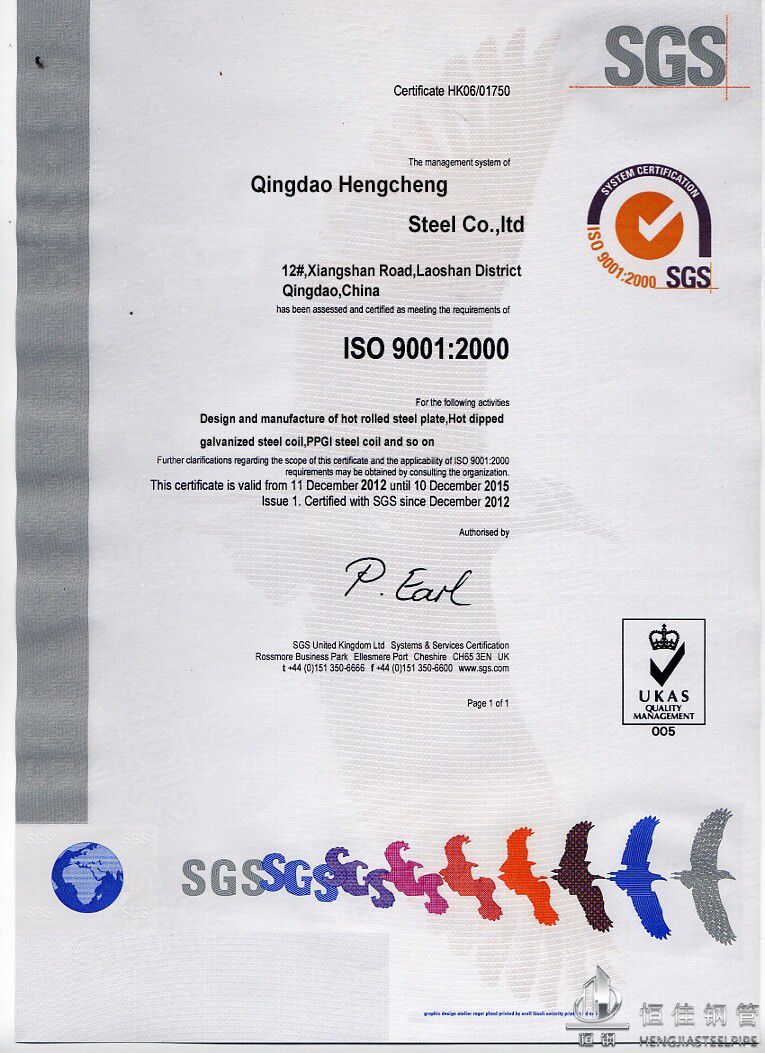 SGS
Certificate HK06/01750
The management system of
Qingdao Hengcheng
Steel Co.,ltd
SYSTEM CERTIFICATION
ISO 9001:2000
SGS
12#,Xiangshan Road,Laoshan District
Qingdao,China
has been assessed and certified as meeting the requirements of
ISO 9001:2000
For the following activities
Design and manufacture of hot rolled steel plate,Hot dipped
galvanized steel coil,PPGI steel coil and so on
Further clarifications regarding the scope of this certificate and the applicability of ISO 9001:2000
requirements may be obtained by consulting the organization.
This certificate is valid from 11 December 2012 until 10 December 2015
Issue 1. Certified with SGS since December 2012
Authorised by
P. Earl
SGS United Kingdom Ltd Systems & Services Certification
Rossmore Business Park Ellesmere Port Cheshire CH65 3EN UK
t +44 (0)151 350-6666 f +44 (0)151 350-6600 www.sgs.com
Page 1 of 1
UKAS
QUALITY
MANAGEMENT
005
SGS SGS SGS
恒佳钢管
HENGJIASTEELPIPE